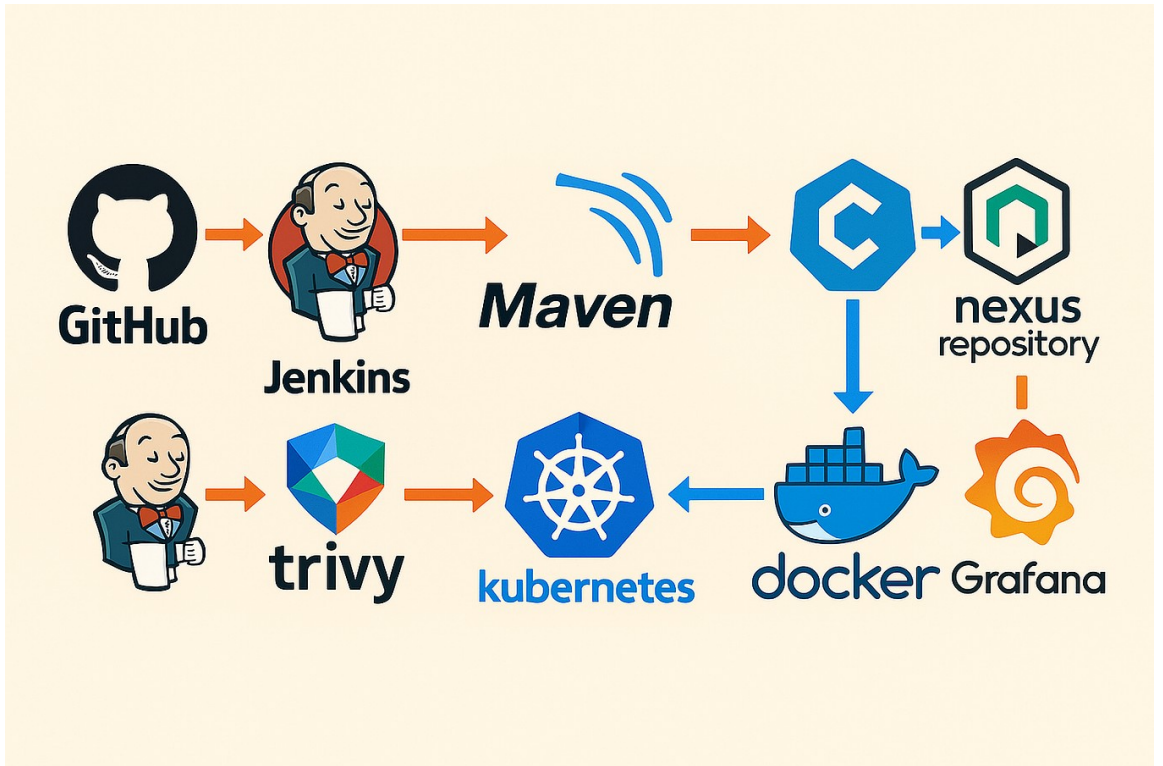 GitHub
Jenkins
Maven
C
nexus
repository
trivy
kubernetes
docker
Grafana